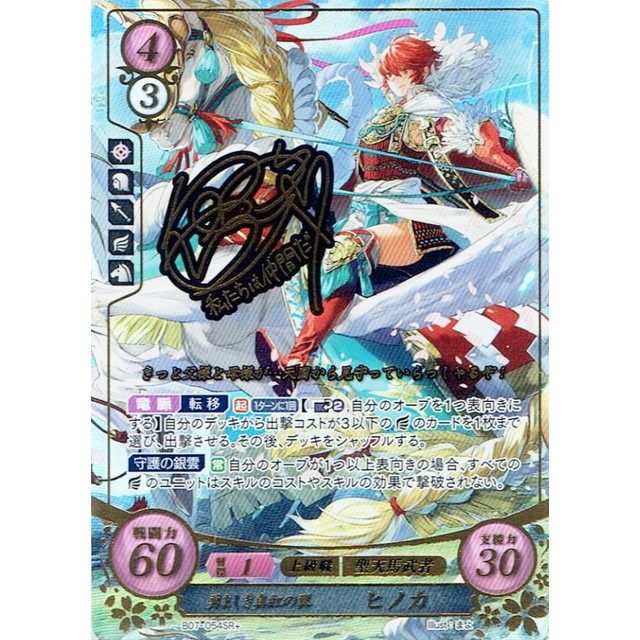 4
3
私たちは仲間だ
きっと父様と母様が…天国から見守っていらっしゃるぞ!
竜脈 転移 起 1ターンに1回【P2,自分のオーブを1つ表向きに
する】自分のデッキから出撃コストが3以下の のカードを1枚まで
選び、出撃させる。その後、デッキをシャッフルする。
守護の銀雲 常 自分のオーブが1つ以上表向きの場合、すべての
のユニットはスキルのコストやスキルの効果で撃破されない。
戦闘力
60
射程 1 上級職 聖天馬武者
支援力
30
勇ましき真紅の翼 ヒノカ
B07-054SR+
Illust:まよ